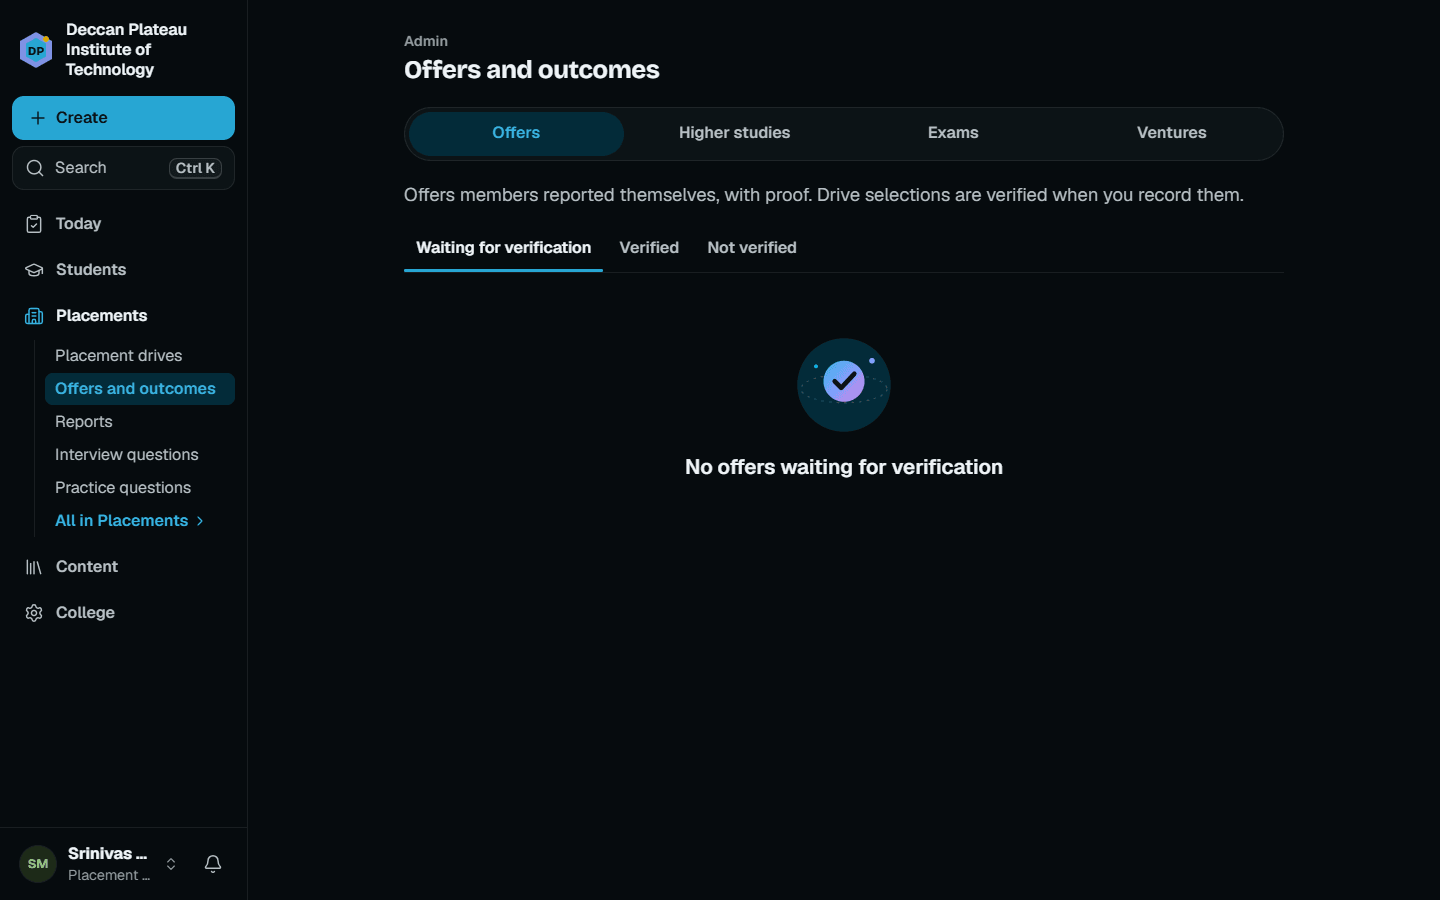 DP
Deccan Plateau
Institute of
Technology
Create
Search Ctrl K
Today
Students
Placements
Placement drives
Offers and outcomes
Reports
Interview questions
Practice questions
All in Placements
Content
College
SM
Srinivas ...
Placement ...
Admin
Offers and outcomes
Offers Higher studies Exams Ventures
Offers members reported themselves, with proof. Drive selections are verified when you record them.
Waiting for verification Verified Not verified
No offers waiting for verification